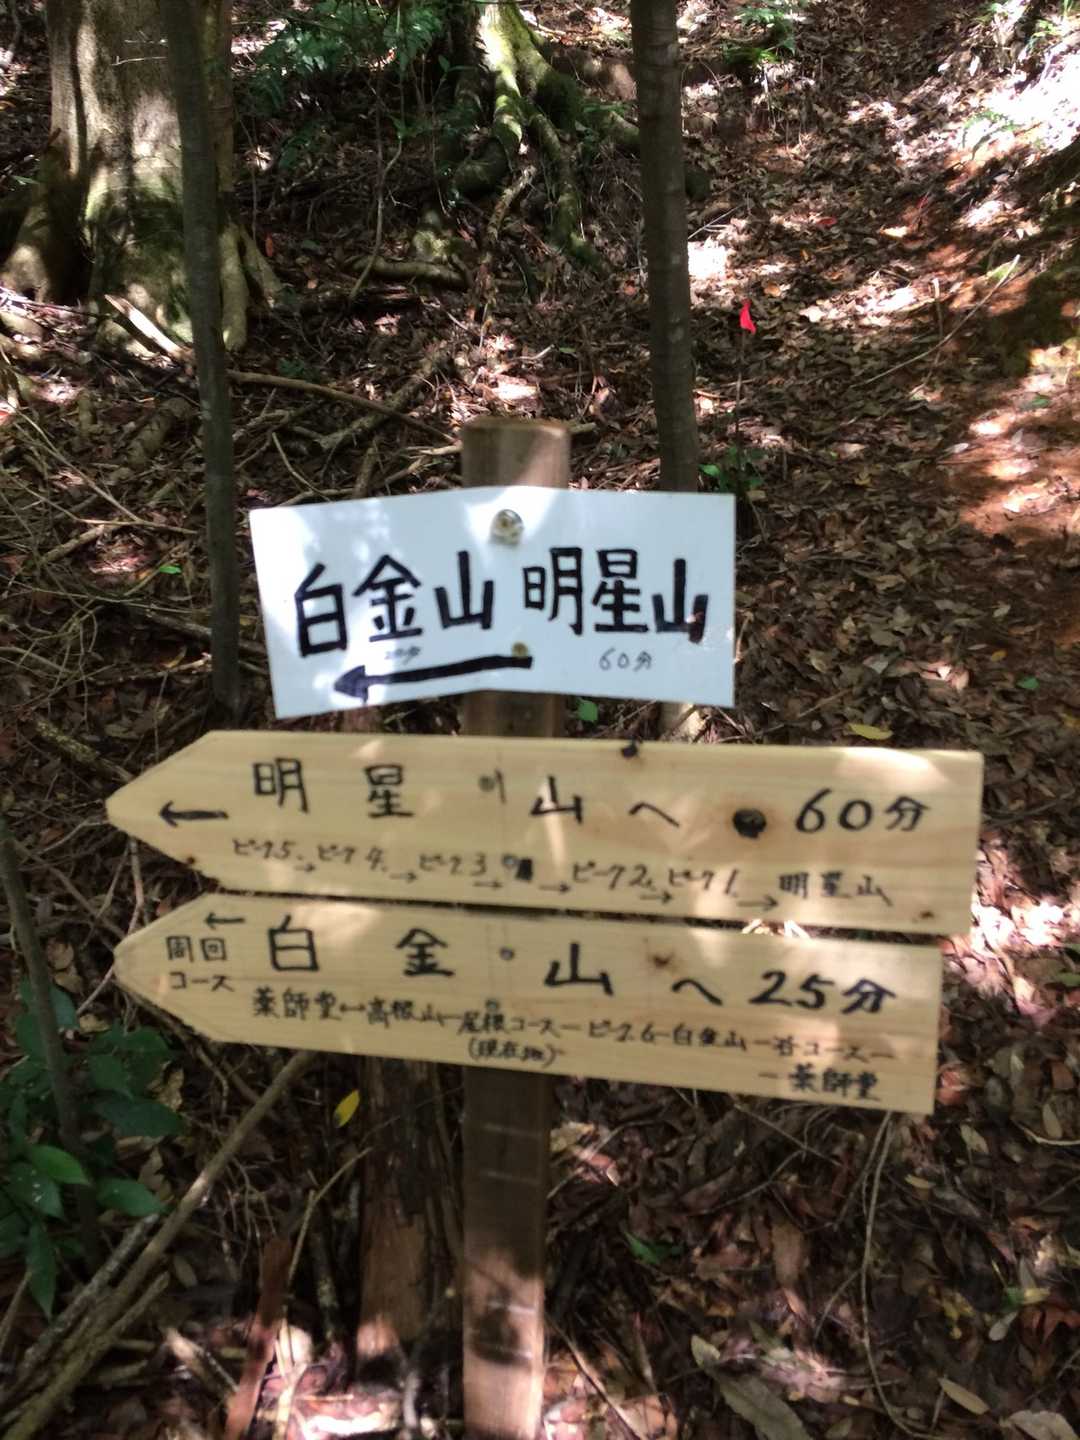 白金山 明星山
60分
←
← 明星山へ 60分
ピーク5→ピーク4→ピーク3→ →ピーク2→ピーク1→明星山
←
周回コース 白金山へ 25分
薬師堂↔高根山―尾根コース―ピーク6―白金山―谷コース―
(現在地)
―薬師堂